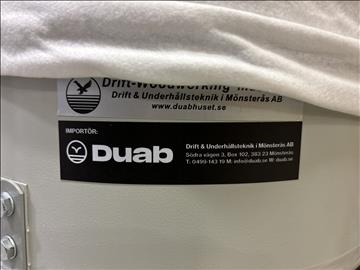 Drift-Woodworking
Drift & Underhållsteknik i Mönsterås AB
www.duabhuset.se
IMPORTÖR:
Duab
Drift & Underhållsteknik i Mönsterås AB
Södra vägen 3, Box 102, 383 23 Mönsterås
T: 0499-143 19 M: info@duab.se W: duab.se